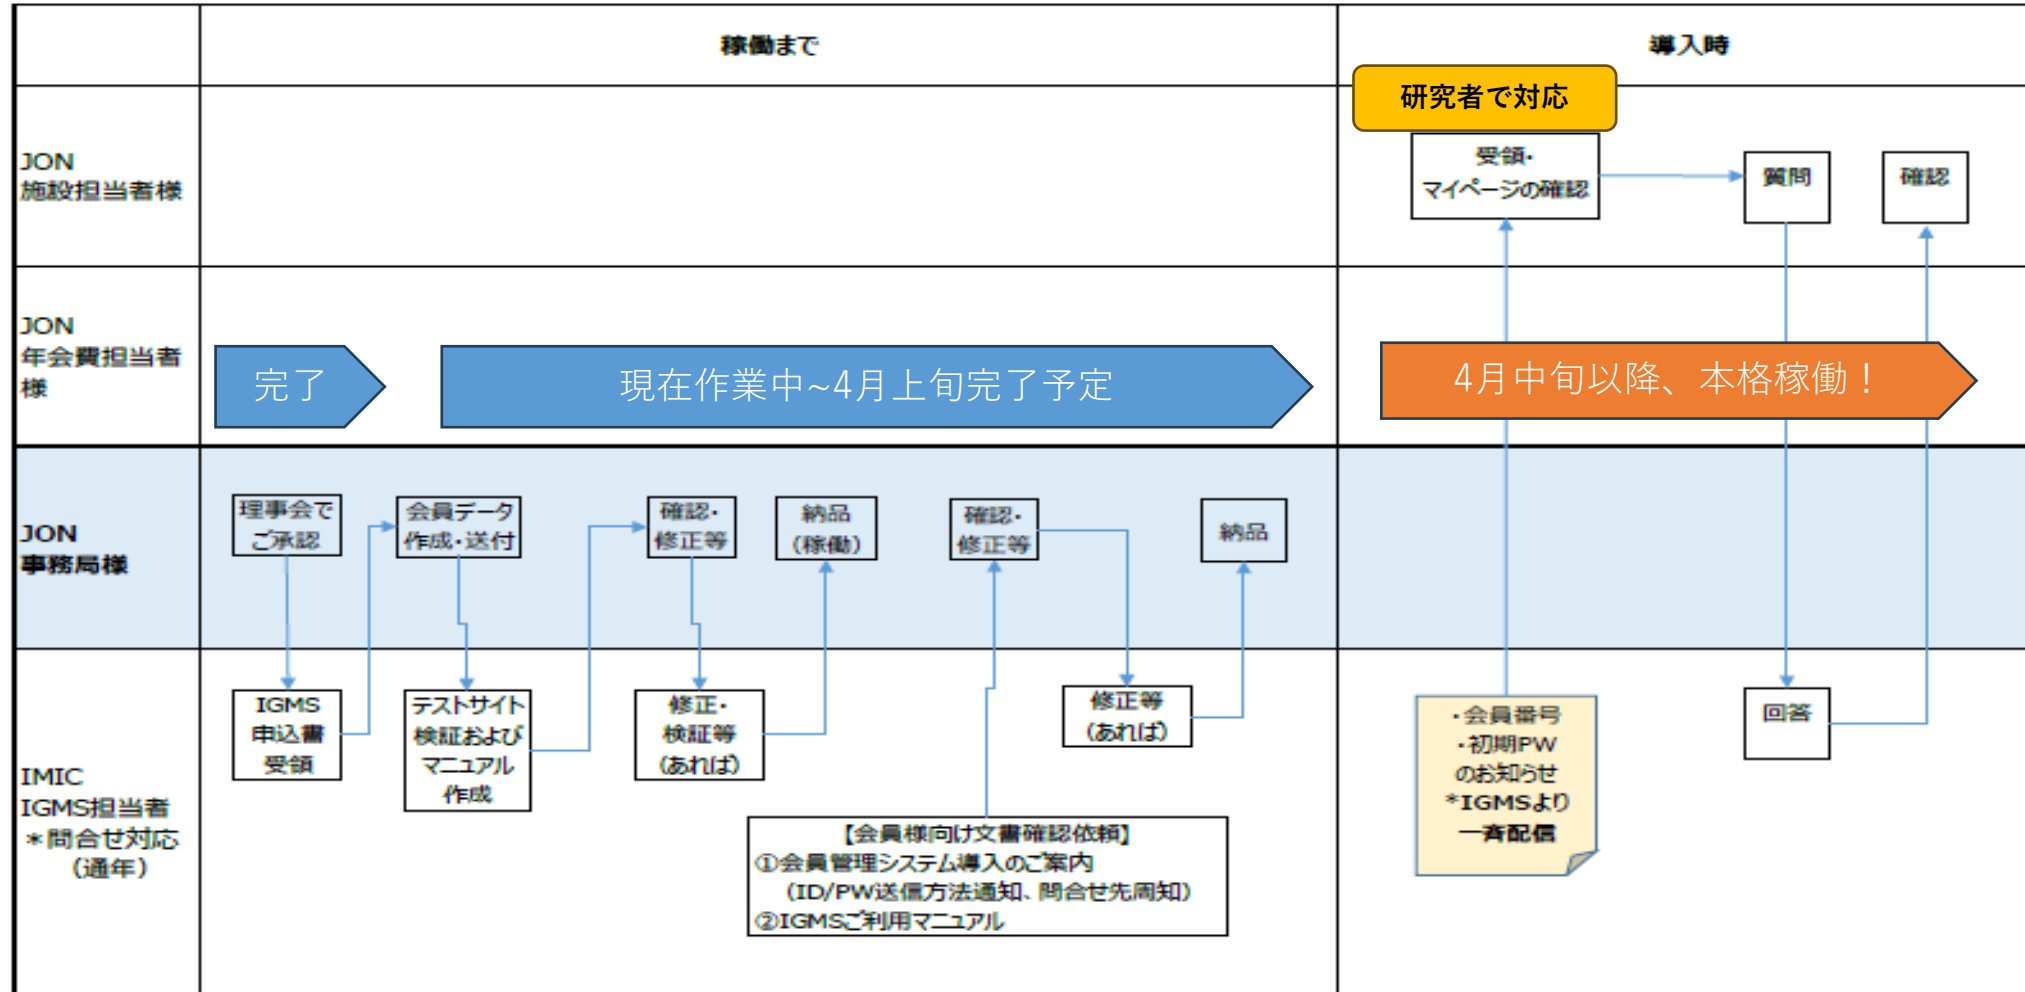 稼働まで
導入時
研究者で対応
JON
施設担当者様
受領・
マイページの確認
質問
確認
JON
年会費担当者
様
完了
現在作業中~4月上旬完了予定
4月中旬以降、本格稼働！
JON
事務局様
理事会で
ご承認
会員データ
作成・送付
確認・
修正等
納品
（稼働）
確認・
修正等
納品
IMIC
IGMS担当者
＊問合せ対応
（通年）
IGMS
申込書
受領
テストサイト
検証および
マニュアル
作成
修正・
検証等
（あれば）
【会員様向け文書確認依頼】
①会員管理システム導入のご案内
（ID/PW送信方法通知、問合せ先周知）
②IGMSご利用マニュアル
修正等
（あれば）
・会員番号
・初期PW
のお知らせ
*IGMSより
一斉配信
回答